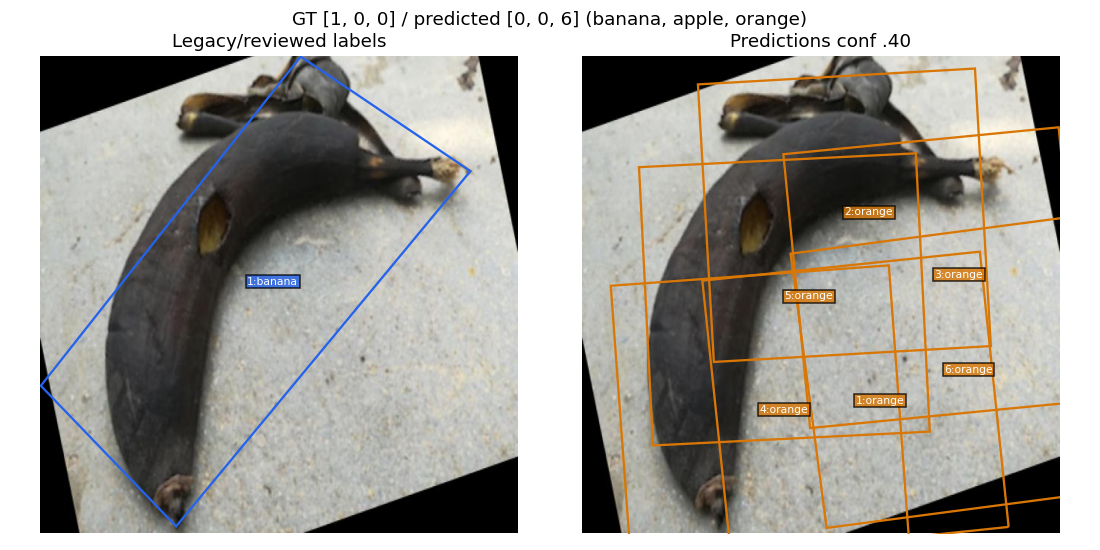 GT [1, 0, 0] / predicted [0, 0, 6] (banana, apple, orange)
Legacy/reviewed labels
Predictions conf .40
1:banana
2:orange
3:orange
5:orange
6:orange
1:orange
4:orange